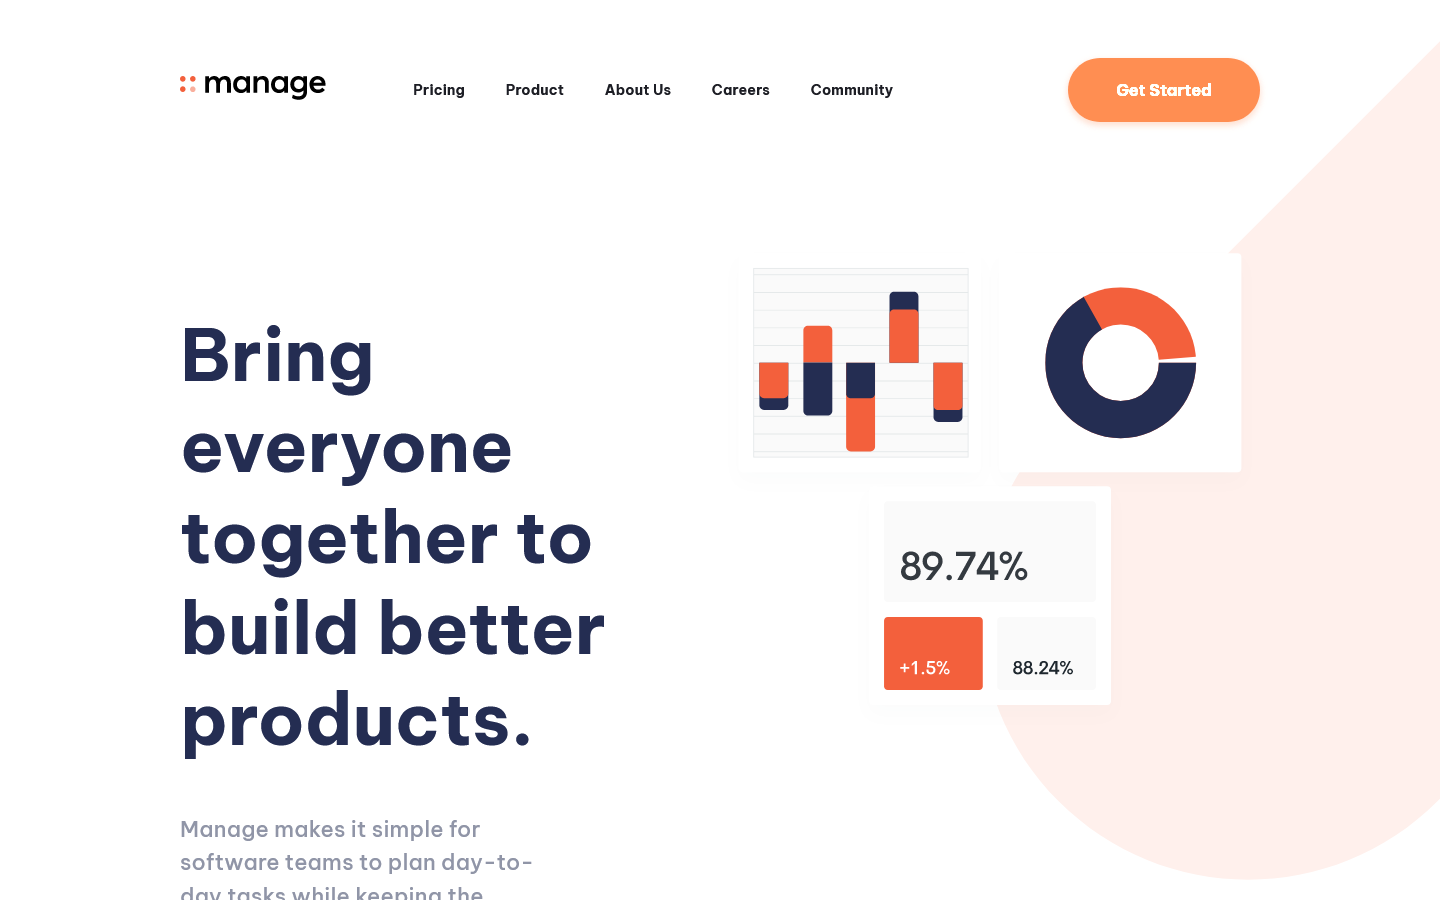 manage
Pricing
Product
About Us
Careers
Community
Get Started
Bring
everyone
together to
build better
products.
Manage makes it simple for
software teams to plan day-to-
day tasks while keeping the
89.74%
+1.5%
88.24%